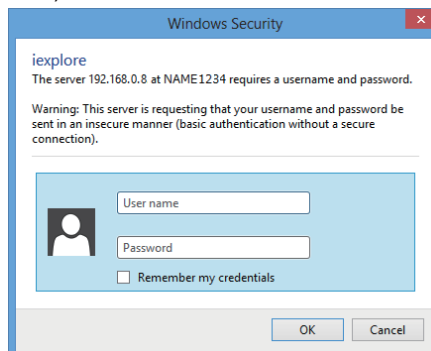 Windows Security
iexplore
The server 192.168.0.8 at NAME1234 requires a username and password.
Warning: This server is requesting that your username and password be
sent in an insecure manner (basic authentication without a secure
connection).
User name
Password
Remember my credentials
OK
Cancel